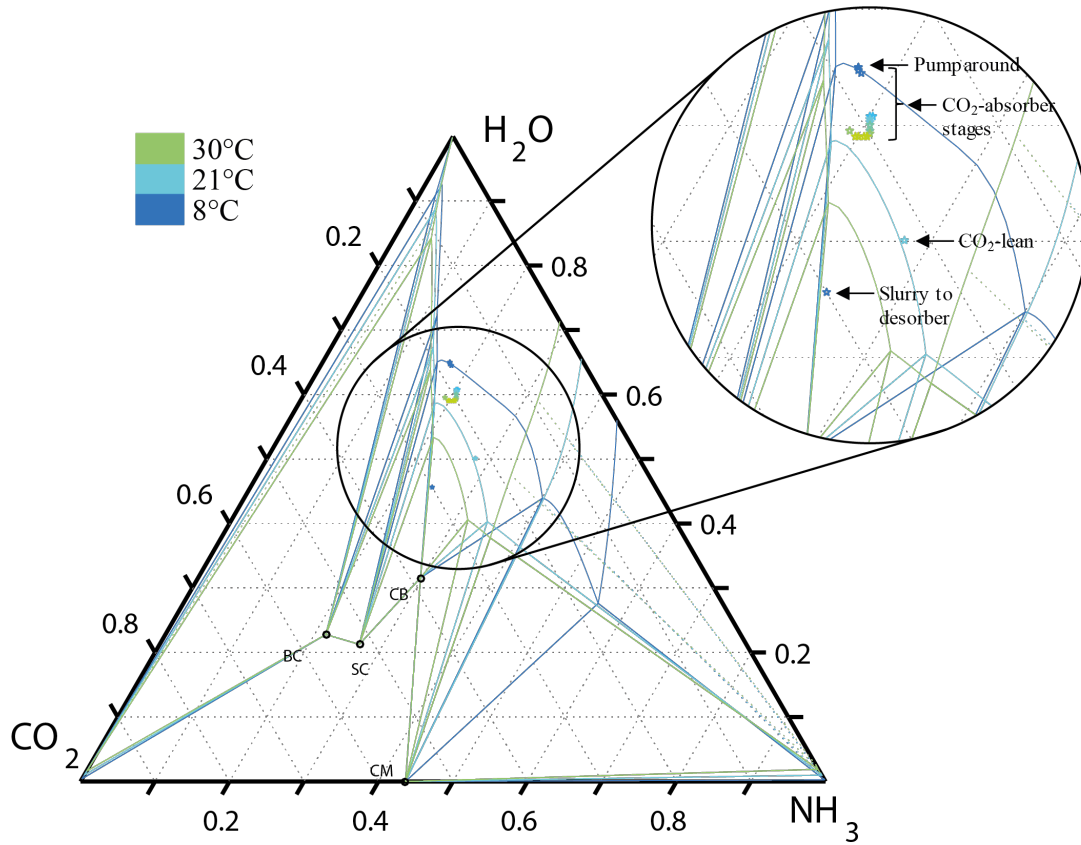 30°C
21°C
8°C
H2O
Pumparound
CO2-absorber
stages
CO2-lean
Slurry to
desorber
0.2
0.4
0.6
0.8
0.8
0.6
0.4
0.2
CB
BC
SC
CM
CO2
NH3
0.2
0.4
0.6
0.8